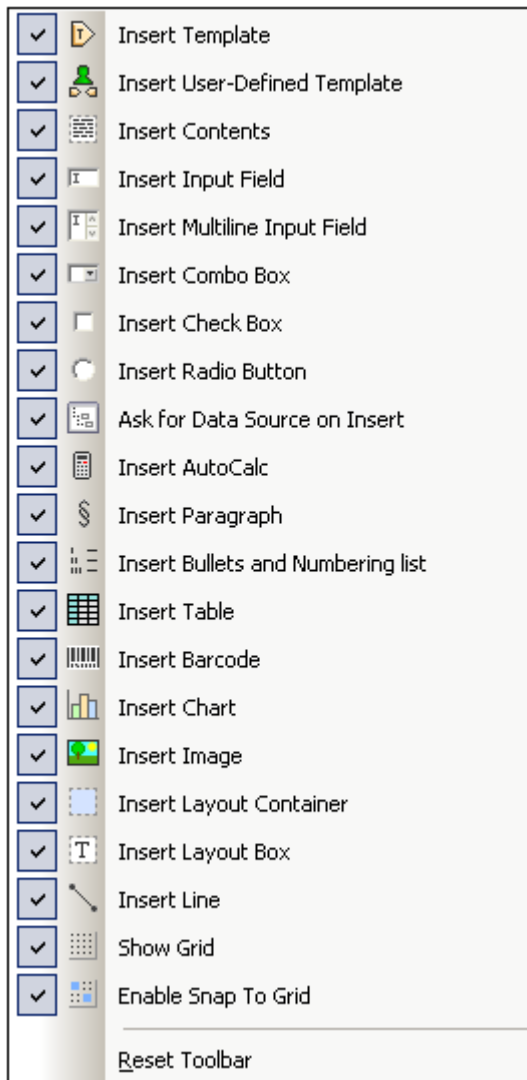 Insert Template
Insert User-Defined Template
Insert Contents
Insert Input Field
Insert Multiline Input Field
Insert Combo Box
Insert Check Box
Insert Radio Button
Ask for Data Source on Insert
Insert AutoCalc
Insert Paragraph
Insert Bullets and Numbering list
Insert Table
Insert Barcode
Insert Chart
Insert Image
Insert Layout Container
Insert Layout Box
Insert Line
Show Grid
Enable Snap To Grid
Reset Toolbar